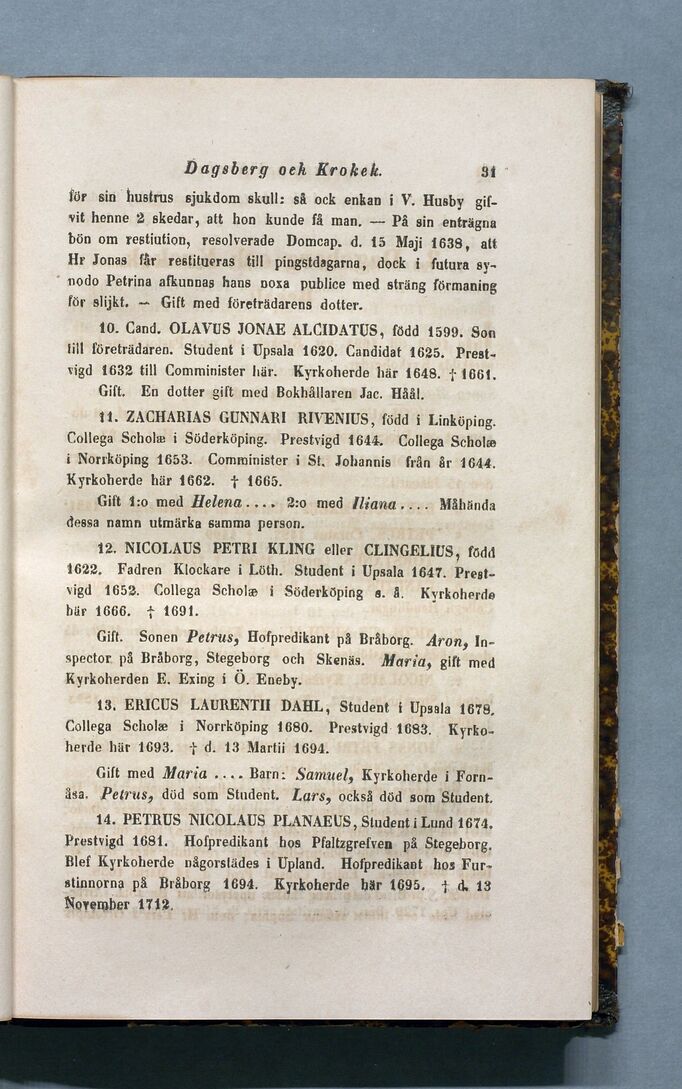 Dagsberg och Krokek. 31
för sin hustrus sjukdom skull: så ock enkan i V. Husby gif-
vit henne 2 skedar, att hon kunde få man. — På sin enträgna
bön om restiution, resolverade Domcap. d. 15 Maji 1638, att
Hr Jonas får restitueras till pingstdagarna, dock i futura sy-
nodo Petrina afkunnas hans noxa publice med sträng förmaning
för slijkt. — Gift med företrädarens dotter.
10. Cand. OLAVUS JONAE ALCIDATUS, född 1599. Son
till företrädaren. Student i Upsala 1620. Candidat 1625. Prest-
vigd 1632 till Comminister här. Kyrkoherde här 1648. † 1661.
Gift. En dotter gift med Bokhållaren Jac. Håål.
11. ZACHARIAS GUNNARI RIVENIUS, född i Linköping.
Collega Scholæ i Söderköping. Prestvigd 1644. Collega Scholæ
i Norrköping 1653. Comminister i St. Johannis från år 1644.
Kyrkoherde här 1662. † 1665.
Gift 1:o med Helena.... 2:o med Iliana.... Måhända
dessa namn utmärka samma person.
12. NICOLAUS PETRI KLING eller CLINGELIUS, född
1622. Fadren Klockare i Löth. Student i Upsala 1647. Prest-
vigd 1652. Collega Scholæ i Söderköping s. å. Kyrkoherde
här 1666. † 1691.
Gift. Sonen Petrus, Hofpredikant på Bråborg. Aron, In-
spector på Bråborg, Stegeborg och Skenäs. Maria, gift med
Kyrkoherden E. Exing i Ö. Eneby.
13. ERICUS LAURENTII DAHL, Student i Upsala 1678.
Collega Scholæ i Norrköping 1680. Prestvigd 1683. Kyrko-
herde här 1693. † d. 13 Martii 1694.
Gift med Maria .... Barn: Samuel, Kyrkoherde i Forn-
åsa. Petrus, död som Student. Lars, också död som Student.
14. PETRUS NICOLAUS PLANAEUS, Student i Lund 1674.
Prestvigd 1681. Hofpredikant hos Pfaltzgrefven på Stegeborg.
Blef Kyrkoherde någorstädes i Upland. Hofpredikant hos Fur-
stinnorna på Bråborg 1694. Kyrkoherde här 1695. † d. 13
November 1712.